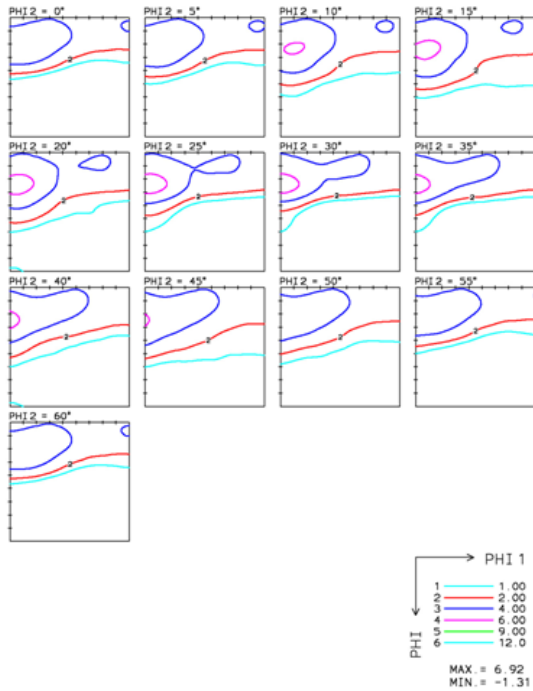 PHI2 = 0° PHI2 = 5° PHI2 = 10° PHI2 = 15°
2 2 2 2
PHI2 = 20° PHI2 = 25° PHI2 = 30° PHI2 = 35°
2 2 2 2
PHI2 = 40° PHI2 = 45° PHI2 = 50° PHI2 = 55°
2 2 2 2
PHI2 = 60°
2
PHI 1
PHI
1 1.00
2 2.00
3 4.00
4 6.00
5 9.00
6 12.0
MAX.= 6.92
MIN.= -1.31